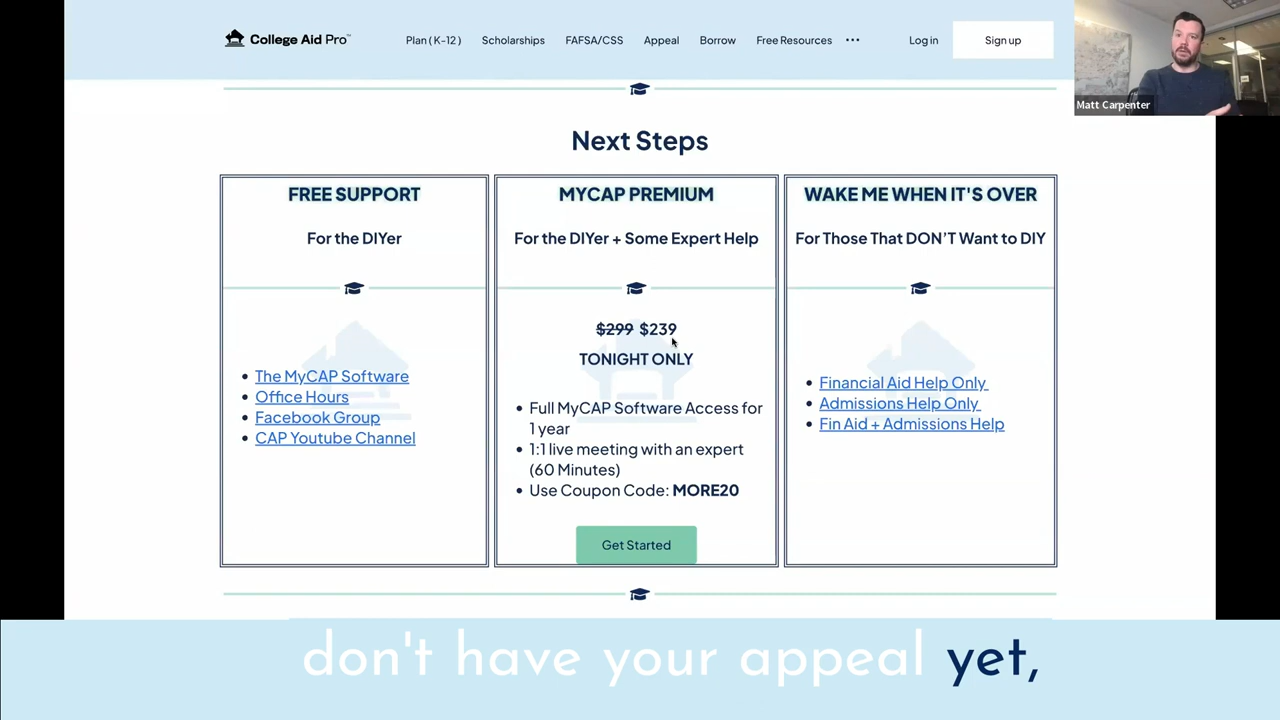 College Aid Pro™
Plan ( K-12 )
Scholarships
FAFSA/CSS
Appeal
Borrow
Free Resources
Log in
Sign up
Matt Carpenter
Next Steps
FREE SUPPORT
For the DIYer
The MyCAP Software
Office Hours
Facebook Group
CAP Youtube Channel
MYCAP PREMIUM
For the DIYer + Some Expert Help
$299 $239
TONIGHT ONLY
Full MyCAP Software Access for
1 year
1:1 live meeting with an expert
(60 Minutes)
Use Coupon Code: MORE20
Get Started
WAKE ME WHEN IT'S OVER
For Those That DON'T Want to DIY
Financial Aid Help Only
Admissions Help Only
Fin Aid + Admissions Help
don't have your appeal yet,